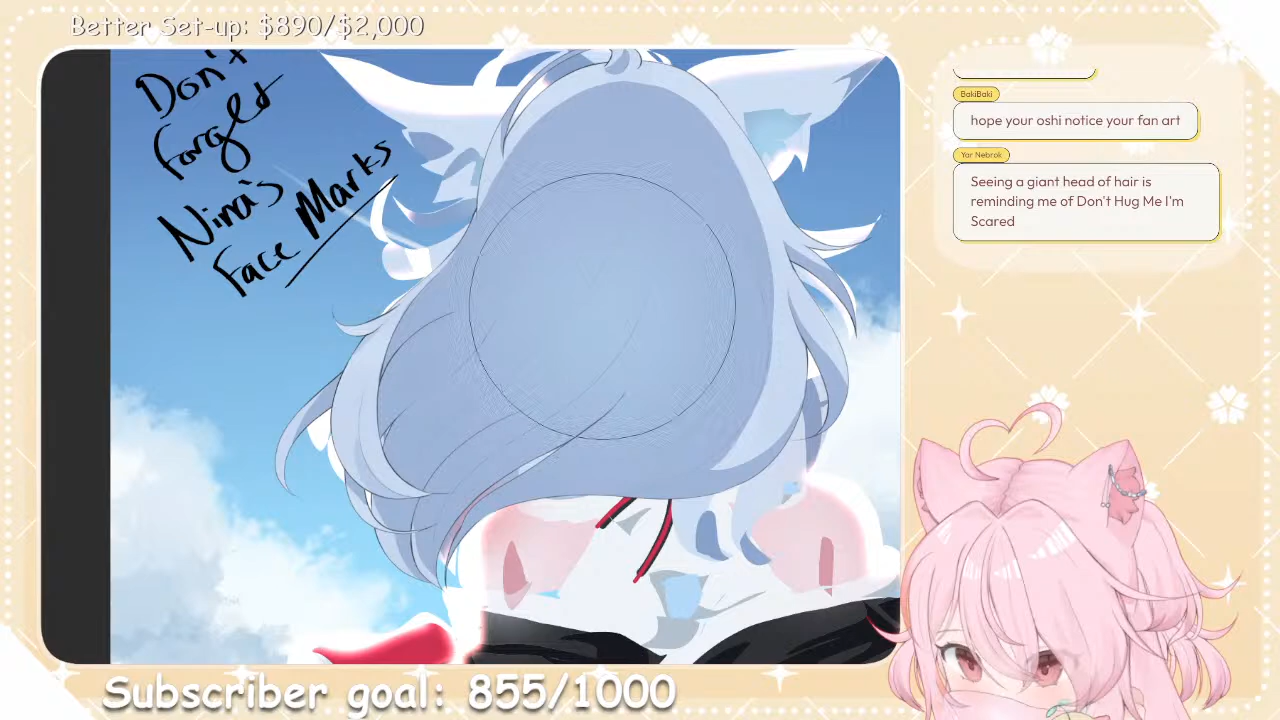 Better Set-up: $890/$2,000
Don't
Forget
Nina's
Face Marks
BakiBaki
hope your oshi notice your fan art
Yar Nebrok
Seeing a giant head of hair is
reminding me of Don't Hug Me I'm
Scared
Subscriber goal: 855/1000